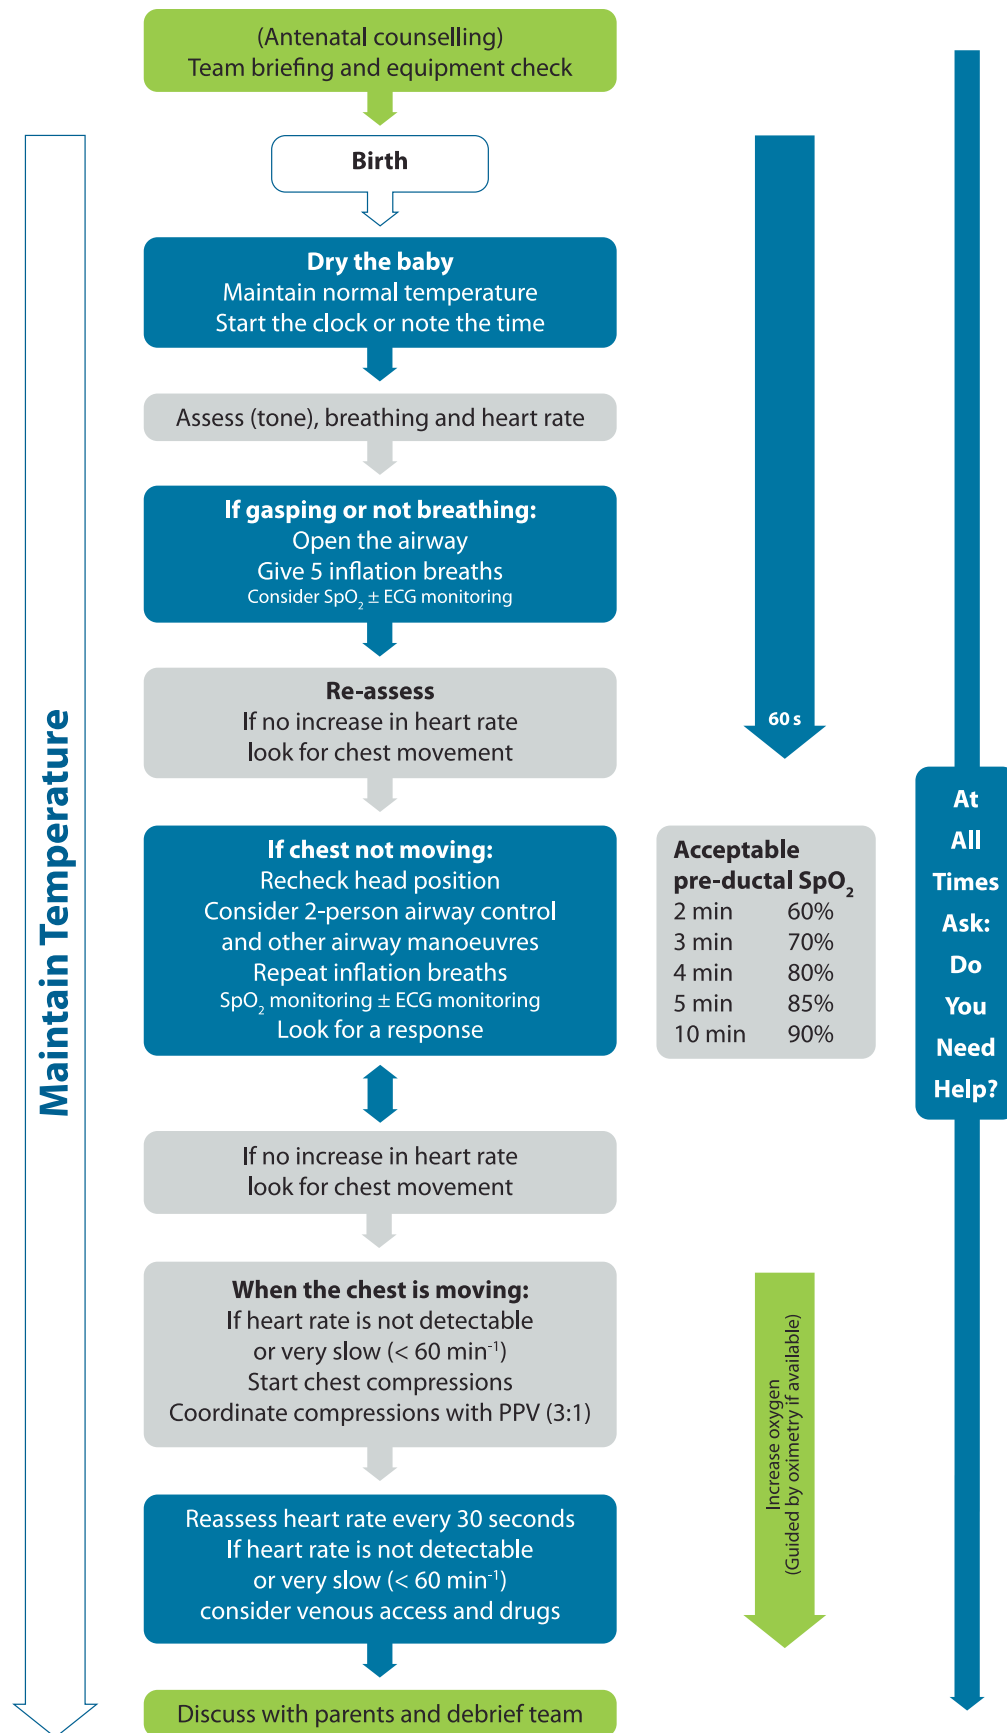 (Antenatal counselling)
Team briefing and equipment check
Birth
Dry the baby
Maintain normal temperature
Start the clock or note the time
Assess (tone), breathing and heart rate
If gasping or not breathing:
Open the airway
Give 5 inflation breaths
Consider SpO₂ ± ECG monitoring
Re-assess
If no increase in heart rate
look for chest movement
If chest not moving:
Recheck head position
Consider 2-person airway control
and other airway manoeuvres
Repeat inflation breaths
SpO₂ monitoring ± ECG monitoring
Look for a response
If no increase in heart rate
look for chest movement
When the chest is moving:
If heart rate is not detectable
or very slow (< 60 min⁻¹)
Start chest compressions
Coordinate compressions with PPV (3:1)
Reassess heart rate every 30 seconds
If heart rate is not detectable
or very slow (< 60 min⁻¹)
consider venous access and drugs
Discuss with parents and debrief team
Maintain Temperature
60 s
Acceptable
pre-ductal SpO₂
2 min 60%
3 min 70%
4 min 80%
5 min 85%
10 min 90%
Increase oxygen
(Guided by oximetry if available)
At
All
Times
Ask:
Do
You
Need
Help?